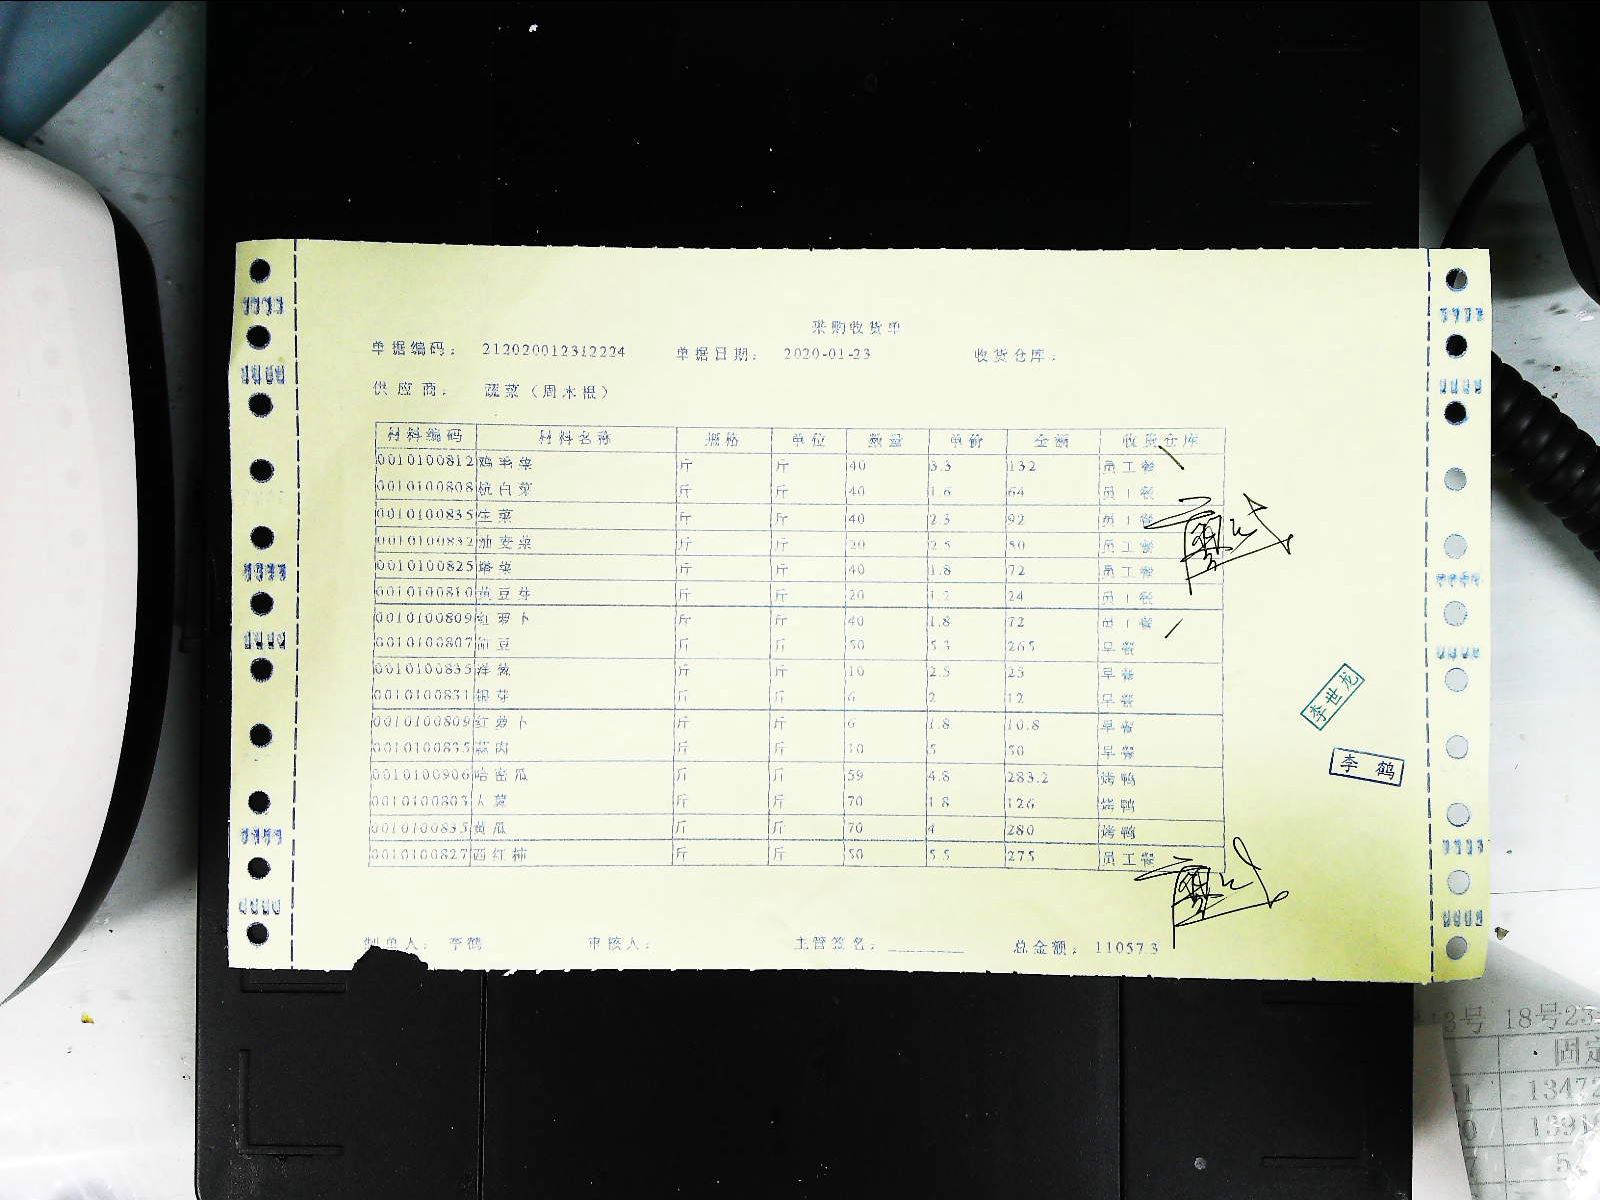 采购收货单
单据编码： 212020012312224 单据日期： 2020-01-23 收货仓库：
供应商： 蔬菜（周木根）
材料编码 材料名称 规格 单位 数量 单价 金额 收货仓库
0010100812 鸡毛菜 斤 斤 40 3.3 132 员工餐
0010100808 杭白菜 斤 斤 40 1.6 64 员工餐
0010100835 生菜 斤 斤 40 2.3 92 员工餐
0010100832 油麦菜 斤 斤 20 2.5 50 员工餐
0010100825 塔菜 斤 斤 40 1.8 72 员工餐
0010100810 黄豆芽 斤 斤 20 1.2 24 员工餐
0010100809 红萝卜 斤 斤 40 1.8 72 员工餐
0010100807 豆 斤 斤 50 5.3 265 早餐
0010100835 洋葱 斤 斤 10 2.5 25 早餐
0010100831 银芽 斤 斤 6 2 12 早餐
0010100809 红萝卜 斤 斤 6 1.8 10.8 早餐
0010100835 蒜肉 斤 斤 10 5 50 早餐
0010100906 哈密瓜 斤 斤 59 4.8 283.2 烤鸭
0010100803 大葱 斤 斤 70 1.8 126 烤鸭
0010100835 黄瓜 斤 斤 70 4 280 烤鸭
0010100827 西红柿 斤 斤 50 5.5 275 员工餐
李世龙
李鹤
制单人： 李鹤 审核人： 主管签名： 总金额： 11057.3
18号23
固定